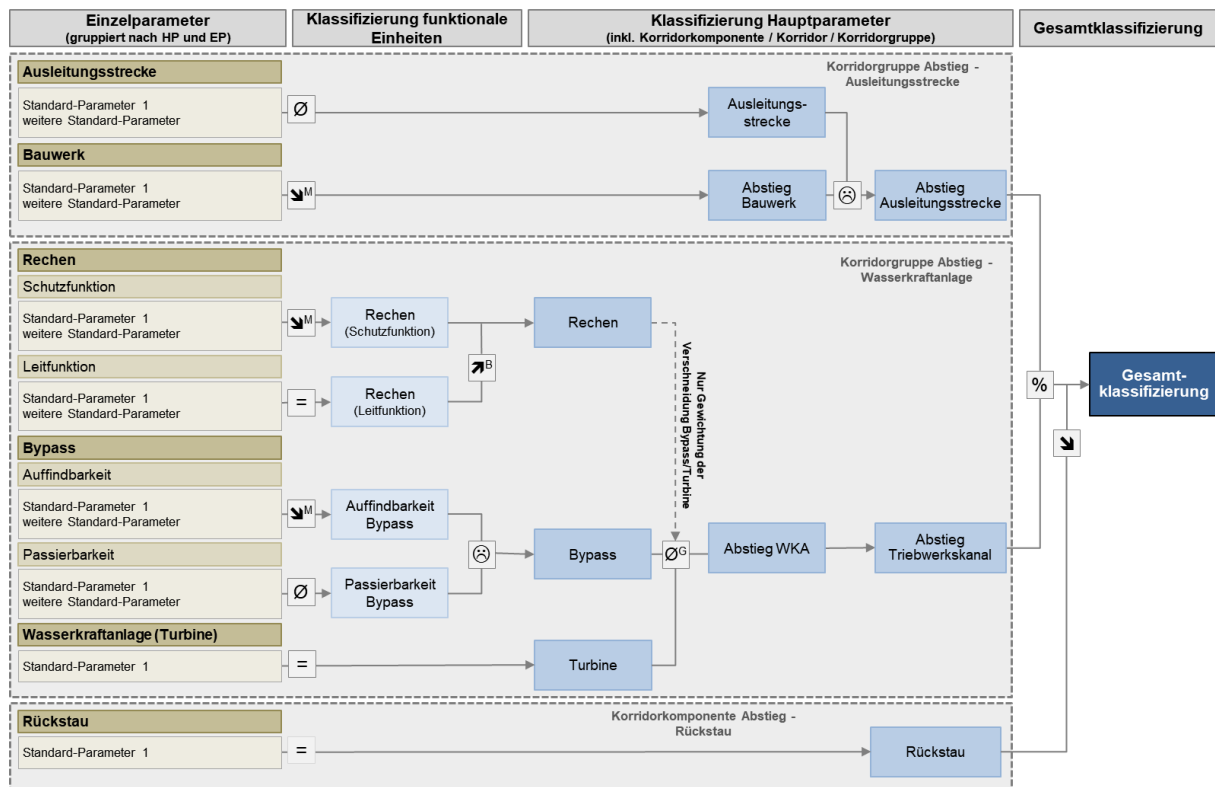 Einzelparameter
(gruppiert nach HP und EP)
Klassifizierung funktionale
Einheiten
Klassifizierung Hauptparameter
(inkl. Korridorkomponente / Korridor / Korridorgruppe)
Gesamtklassifizierung
Korridorgruppe Abstieg -
Ausleitungsstrecke
Ausleitungsstrecke
Standard-Parameter 1
weitere Standard-Parameter
Ø
Ausleitungs-
strecke
Bauwerk
Standard-Parameter 1
weitere Standard-Parameter
➘M
Abstieg
Bauwerk
☹
Abstieg
Ausleitungsstrecke
Korridorgruppe Abstieg -
Wasserkraftanlage
Rechen
Schutzfunktion
Standard-Parameter 1
weitere Standard-Parameter
➘M
Rechen
(Schutzfunktion)
Rechen
Leitfunktion
Standard-Parameter 1
weitere Standard-Parameter
=
Rechen
(Leitfunktion)
➚B
Nur Gewichtung der
Verschneidung Bypass/Turbine
%
➘
Gesamt-
klassifizierung
Bypass
Auffindbarkeit
Standard-Parameter 1
weitere Standard-Parameter
➘M
Auffindbarkeit
Bypass
Passierbarkeit
Standard-Parameter 1
weitere Standard-Parameter
Ø
Passierbarkeit
Bypass
☹
Bypass
ØG
Abstieg WKA
Abstieg
Triebwerkskanal
Wasserkraftanlage (Turbine)
Standard-Parameter 1
=
Turbine
Korridorkomponente Abstieg -
Rückstau
Rückstau
Standard-Parameter 1
=
Rückstau